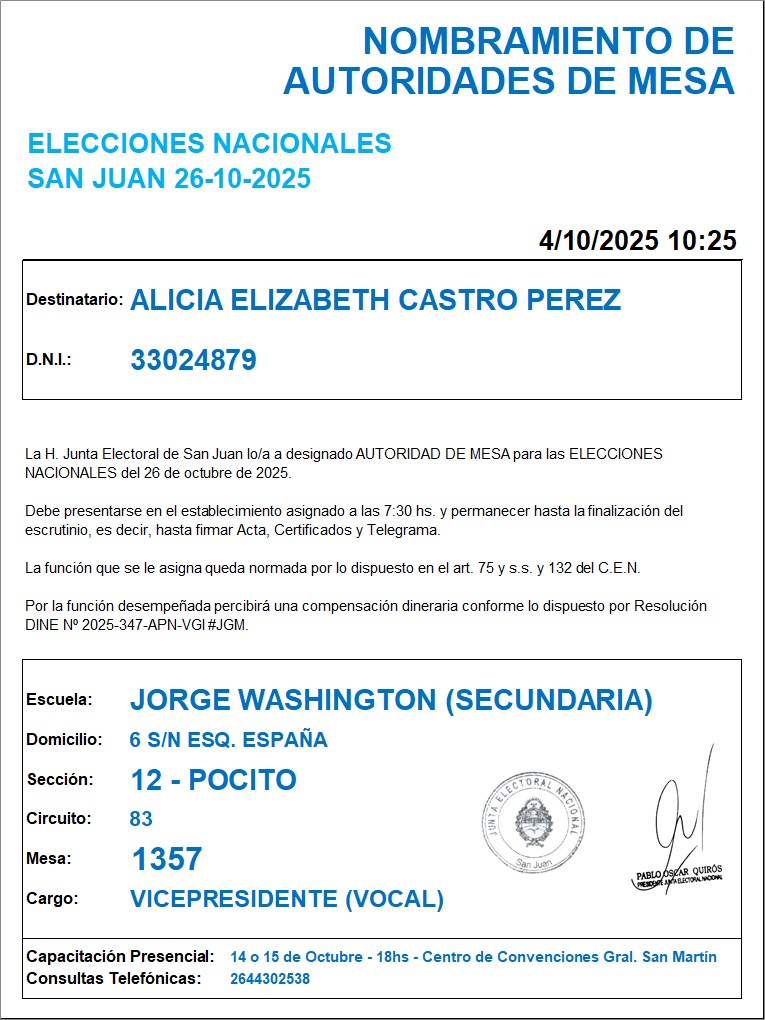 NOMBRAMIENTO DE
AUTORIDADES DE MESA
ELECCIONES NACIONALES
SAN JUAN 26-10-2025
4/10/2025 10:25
Destinatario: ALICIA ELIZABETH CASTRO PEREZ
D.N.I.: 33024879
La H. Junta Electoral de San Juan lo/a a designado AUTORIDAD DE MESA para las ELECCIONES
NACIONALES del 26 de octubre de 2025.
Debe presentarse en el establecimiento asignado a las 7:30 hs. y permanecer hasta la finalización del
escrutinio, es decir, hasta firmar Acta, Certificados y Telegrama.
La función que se le asigna queda normada por lo dispuesto en el art. 75 y s.s. y 132 del C.E.N.
Por la función desempeñada percibirá una compensación dineraria conforme lo dispuesto por Resolución
DINE Nº 2025-347-APN-VGI#JGM.
Escuela: JORGE WASHINGTON (SECUNDARIA)
Domicilio: 6 S/N ESQ. ESPAÑA
Sección: 12 - POCITO
Circuito: 83
Mesa: 1357
Cargo: VICEPRESIDENTE (VOCAL)
JUNTA ELECTORAL NACIONAL
San Juan
PABLO OSCAR QUIRÓS
PRESIDENTE JUNTA ELECTORAL NACIONAL
Capacitación Presencial: 14 o 15 de Octubre - 18hs - Centro de Convenciones Gral. San Martín
Consultas Telefónicas: 2644302538